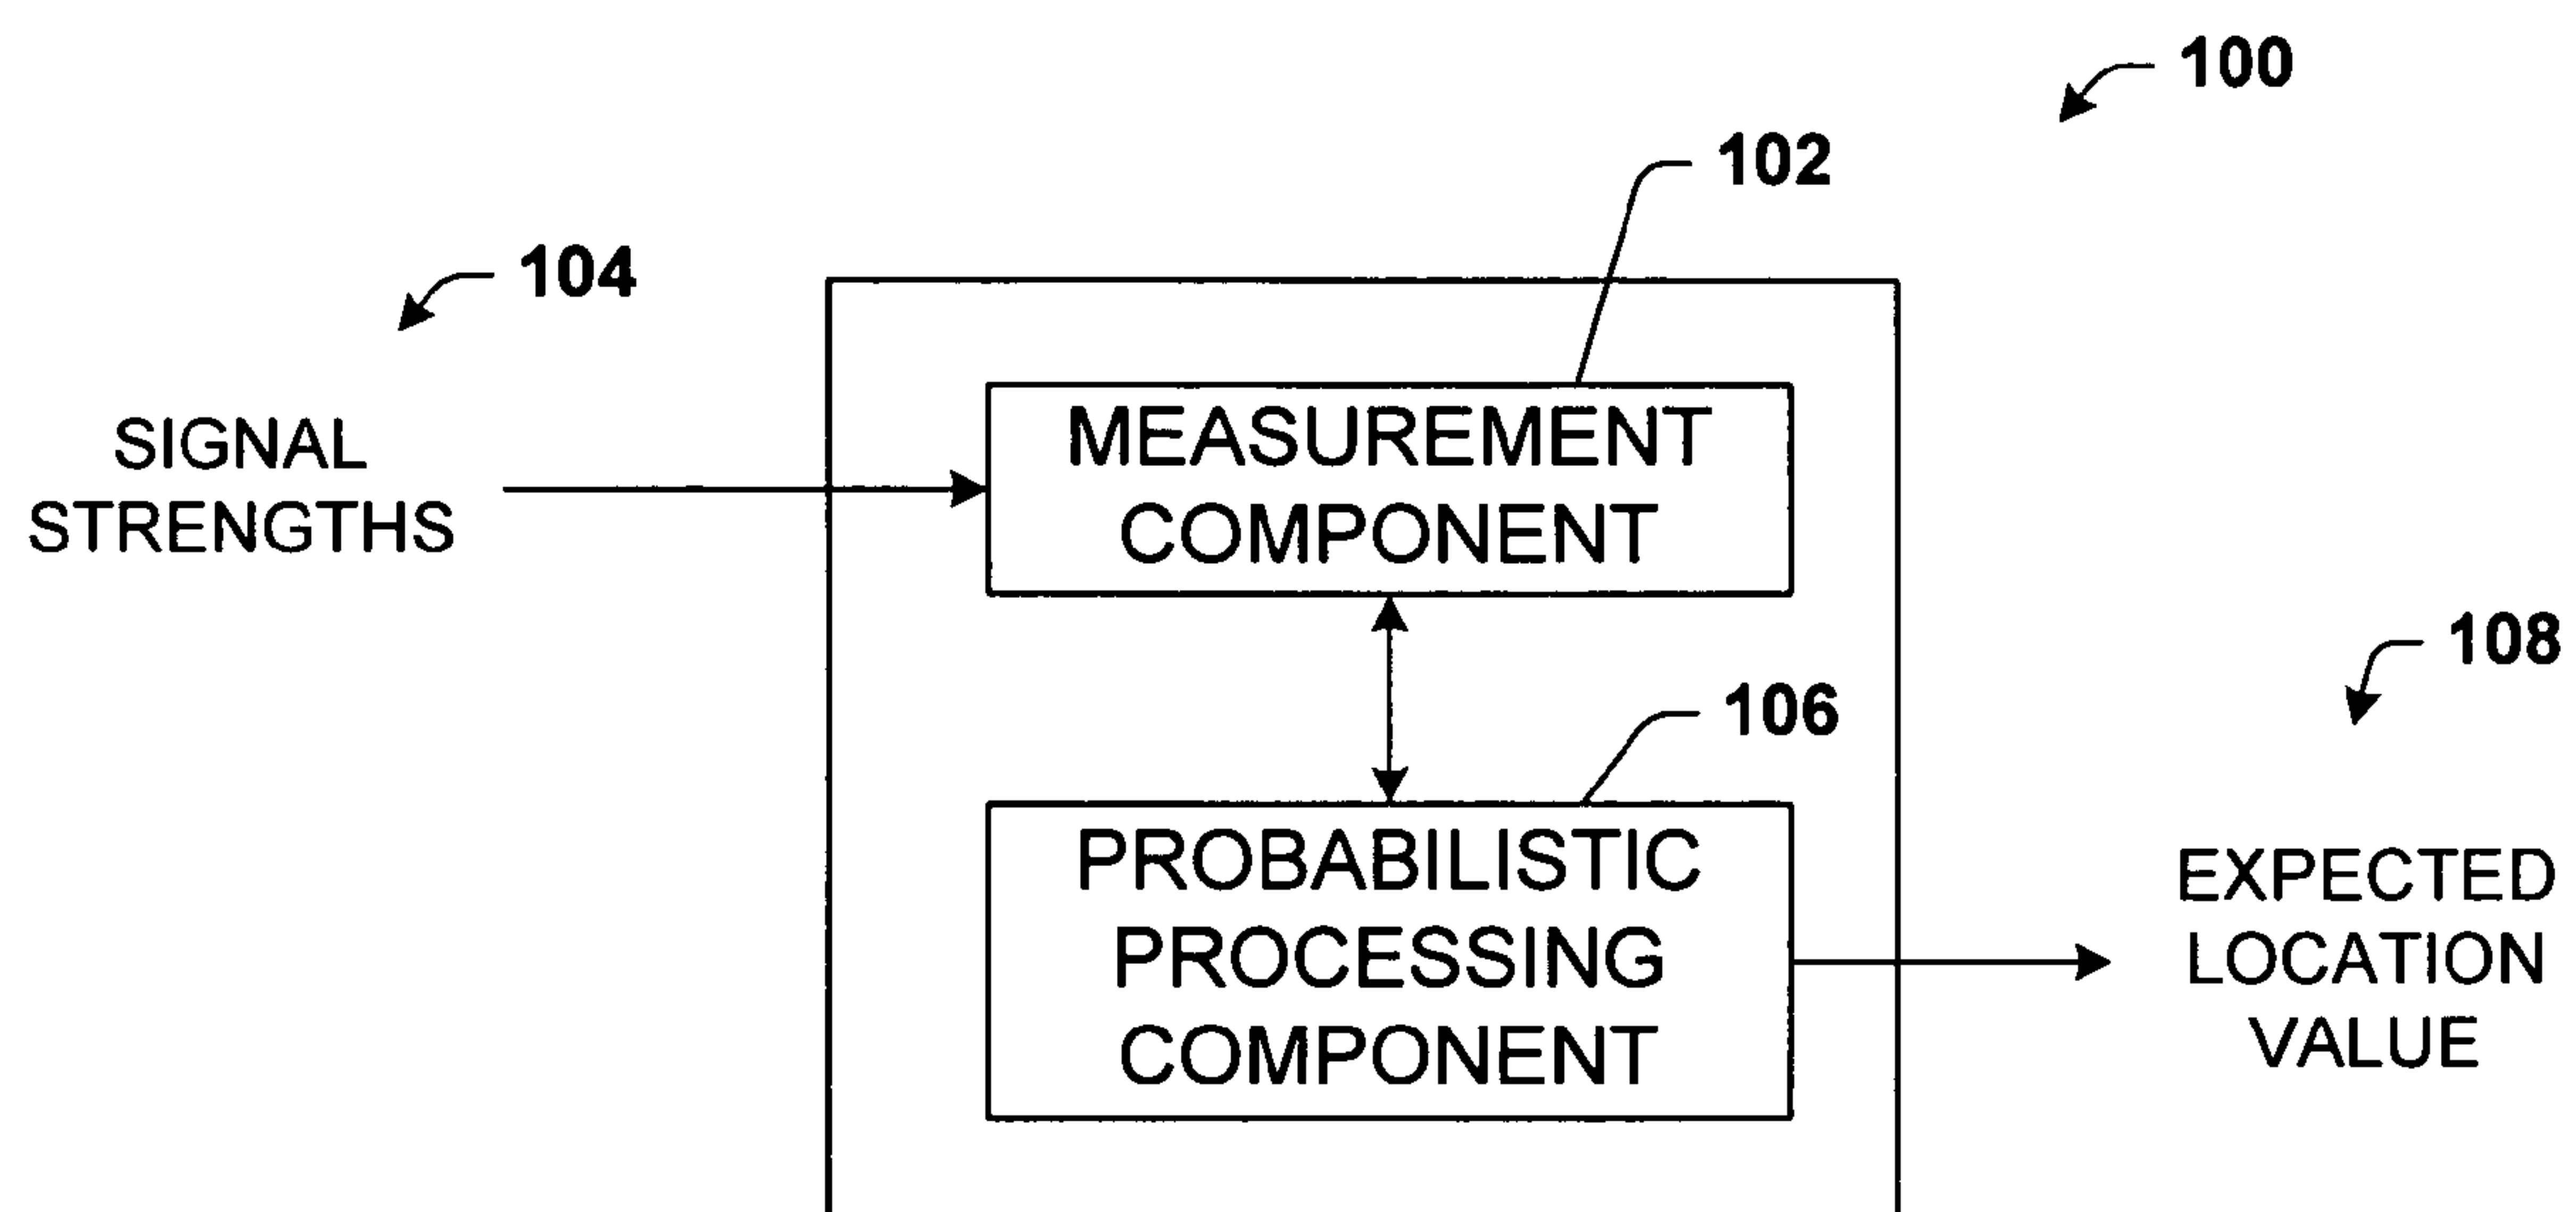 100
102
104
SIGNAL
STRENGTHS
MEASUREMENT
COMPONENT
108
106
PROBABILISTIC
PROCESSING
COMPONENT
EXPECTED
LOCATION
VALUE